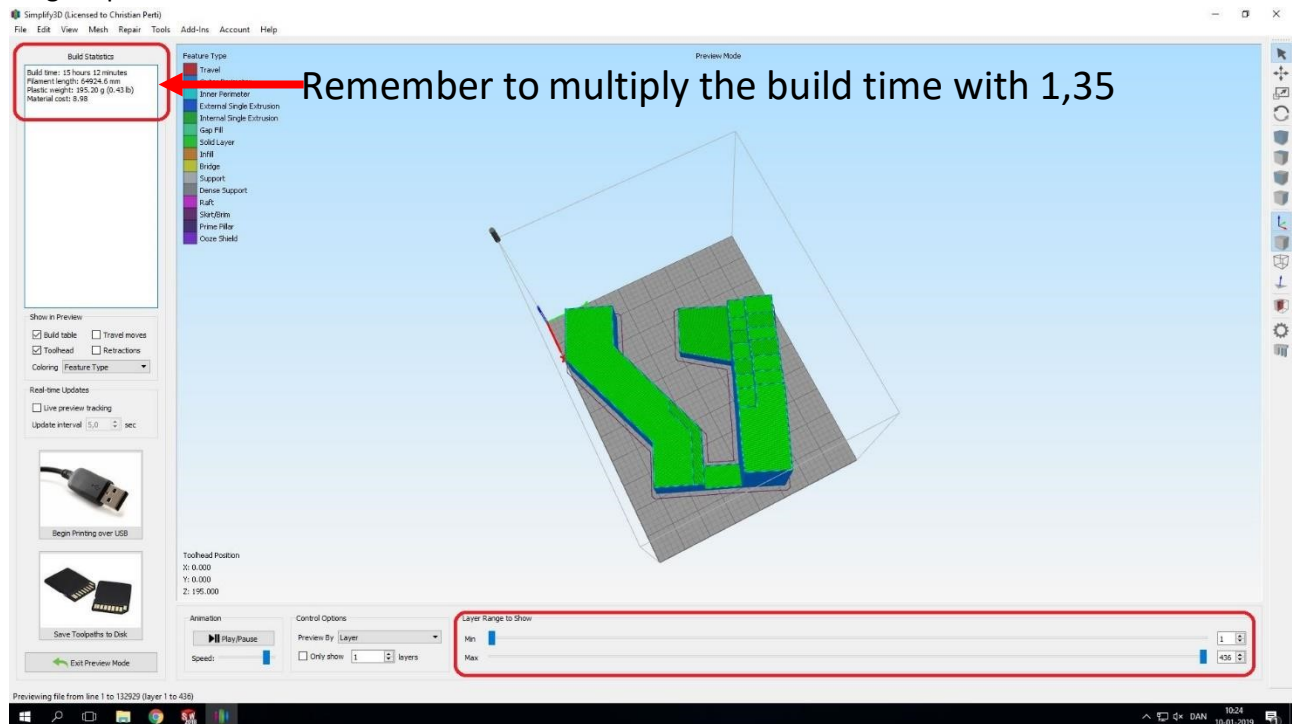 Simplify3D (Licensed to Christian Perti)
File Edit View Mesh Repair Tools Add-Ins Account Help
Build Statistics
Build time: 15 hours 12 minutes
Filament length: 64924.6 mm
Plastic weight: 195.20 g (0.43 lb)
Material cost: 8.98
Feature Type
Travel
Inner Perimeter
External Single Extrusion
Internal Single Extrusion
Gap Fill
Solid Layer
Infill
Bridge
Support
Dense Support
Raft
Skirt/Brim
Prime Pillar
Ooze Shield
Preview Mode
Remember to multiply the build time with 1,35
Show in Preview
Build table Travel moves
Toolhead Retractions
Coloring Feature Type
Real-time Updates
Live preview tracking
Update interval 5,0 sec
Begin Printing over USB
Save Toolpaths to Disk
Exit Preview Mode
Toolhead Position
X: 0.000
Y: 0.000
Z: 195.000
Animation
Play/Pause
Speed:
Control Options
Preview By Layer
Only show 1 layers
Layer Range to Show
Min 1
Max 436
Previewing file from line 1 to 132929 (layer 1 to 436)
DAN
10:24
10-01-2019